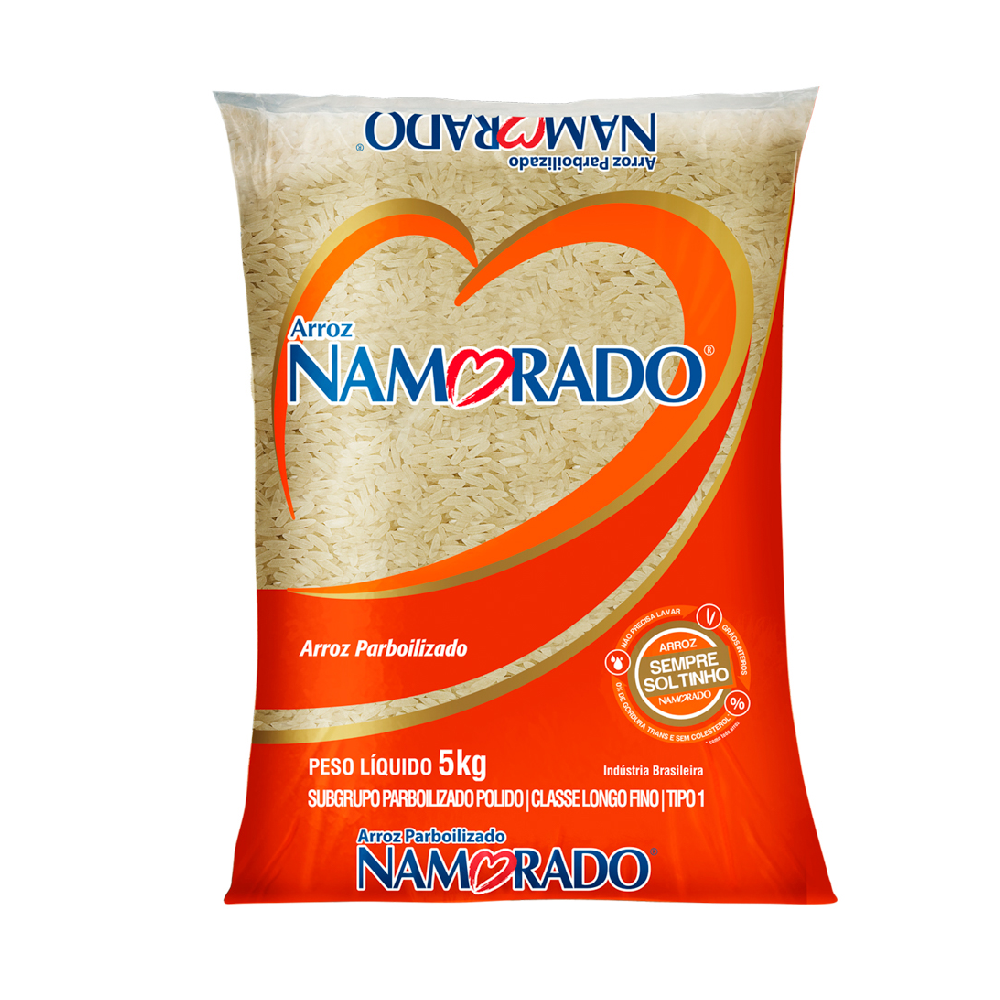 Arroz Parboilizado
NAMORADO®
Arroz
NAMORADO®
Arroz Parboilizado
NÃO PRECISA LAVAR
GRÃOS INTEIROS
0% DE GORDURA TRANS E SEM COLESTEROL
ARROZ
SEMPRE
SOLTINHO
NAMORADO
%
PESO LÍQUIDO 5kg
Indústria Brasileira
SUBGRUPO PARBOILIZADO POLIDO | CLASSE LONGO FINO | TIPO 1
Arroz Parboilizado
NAMORADO®